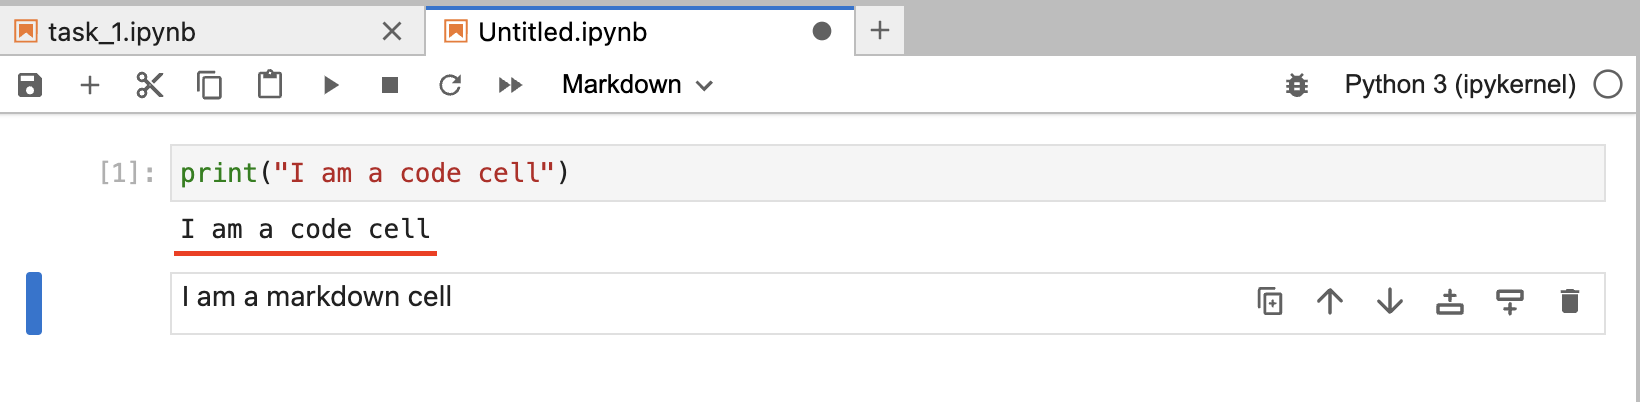 task_1.ipynb
Untitled.ipynb
Markdown
Python 3 (ipykernel)
[1]: print("I am a code cell")
I am a code cell
I am a markdown cell